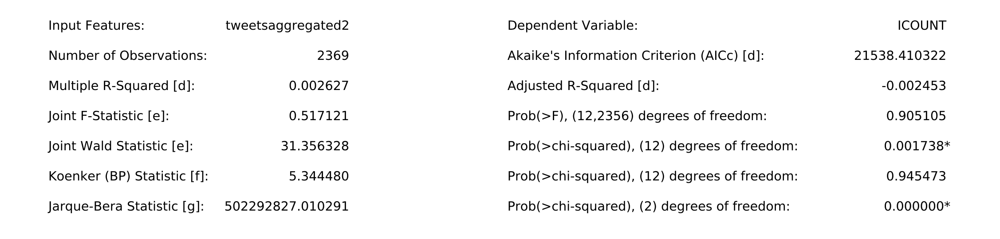 Input Features: tweetsaggregated2 Dependent Variable: ICOUNT
Number of Observations: 2369 Akaike's Information Criterion (AICc) [d]: 21538.410322
Multiple R-Squared [d]: 0.002627 Adjusted R-Squared [d]: -0.002453
Joint F-Statistic [e]: 0.517121 Prob(>F), (12,2356) degrees of freedom: 0.905105
Joint Wald Statistic [e]: 31.356328 Prob(>chi-squared), (12) degrees of freedom: 0.001738*
Koenker (BP) Statistic [f]: 5.344480 Prob(>chi-squared), (12) degrees of freedom: 0.945473
Jarque-Bera Statistic [g]: 502292827.010291 Prob(>chi-squared), (2) degrees of freedom: 0.000000*